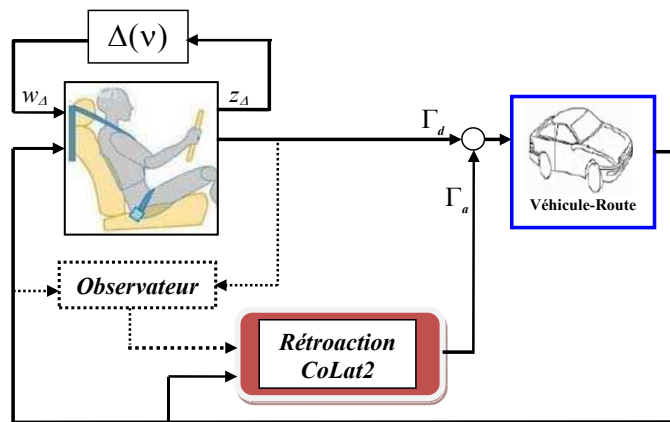 Δ(ν)
w_Δ
z_Δ
Γ_d
Γ_a
Véhicule-Route
Observateur
Rétroaction
CoLat2